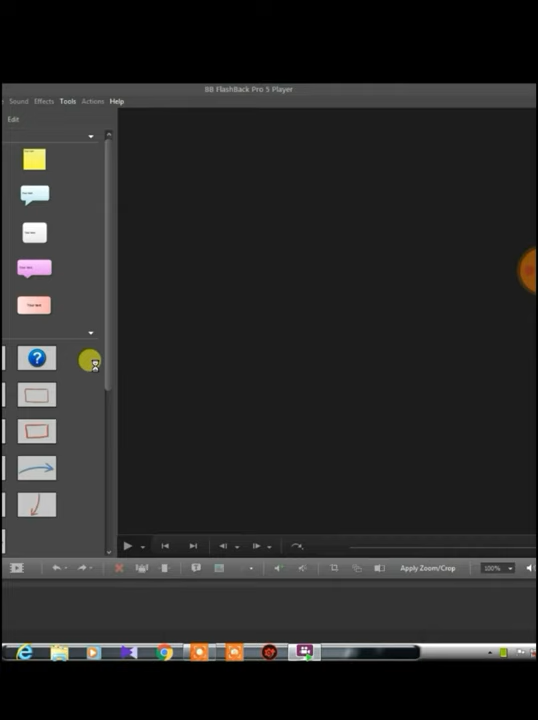 BB FlashBack Pro 5 Player
Sound Effects Tools Actions Help
Edit
Apply Zoom/Crop 100%